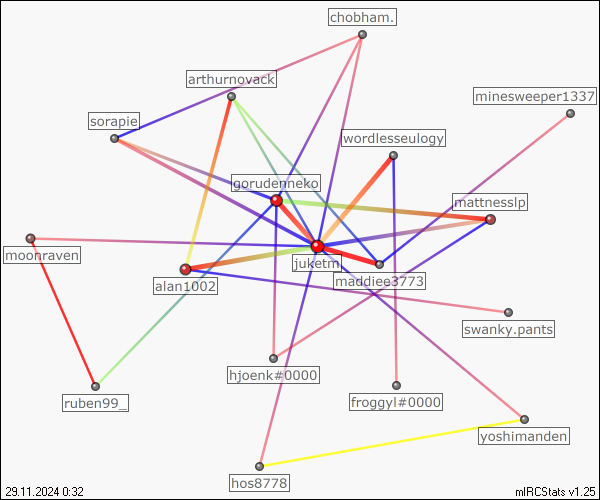 chobham.
arthurnovack
minesweeper1337
sorapie
wordlesseulogy
gorudenneko
mattnesslp
moonraven
juketm
maddiee3773
alan1002
swanky.pants
hjoenk#0000
ruben99_
froggyl#0000
yoshimanden
hos8778
29.11.2024 0:32
mIRCStats v1.25